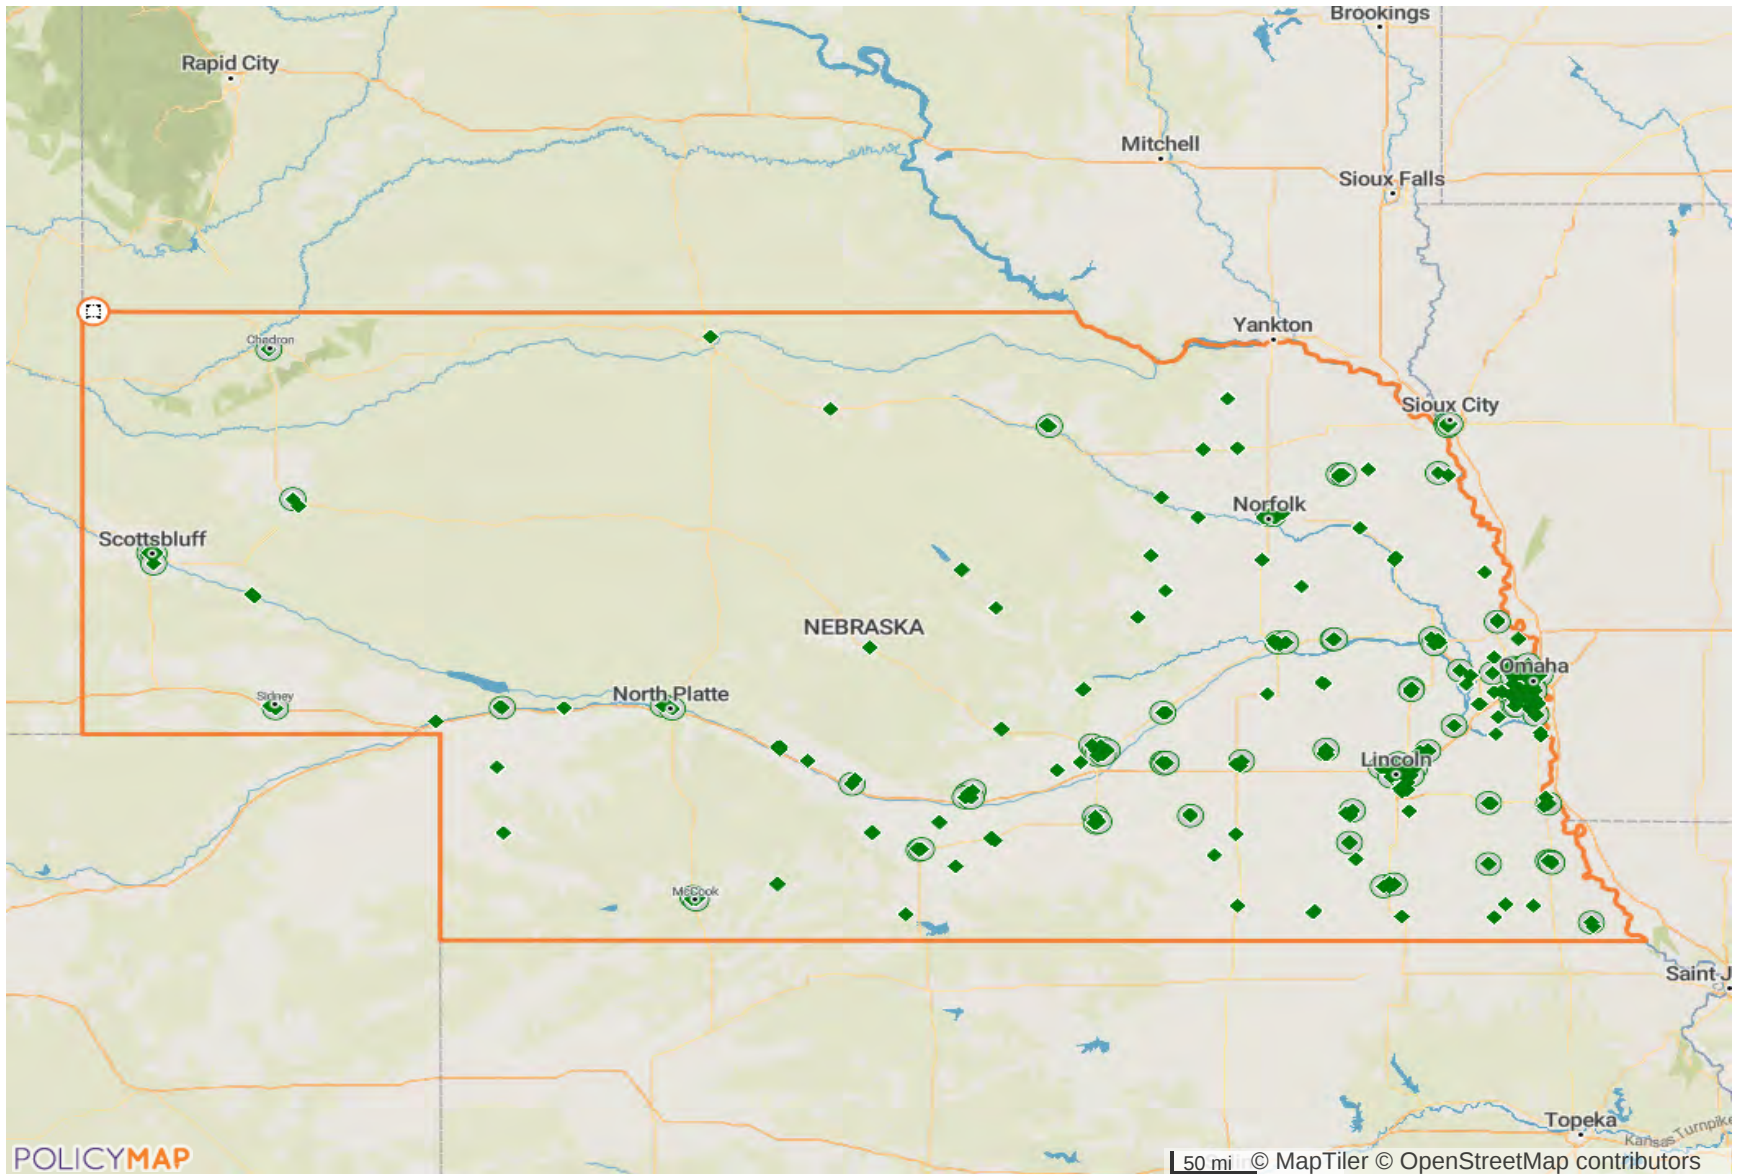 Brookings
Rapid City
Mitchell
Sioux Falls
Yankton
Chadron
Sioux City
Norfolk
Scottsbluff
NEBRASKA
Omaha
Sidney
North Platte
Lincoln
McCook
Saint J
Topeka
Kansas Turnpike
POLICYMAP
50 mi © MapTiler © OpenStreetMap contributors